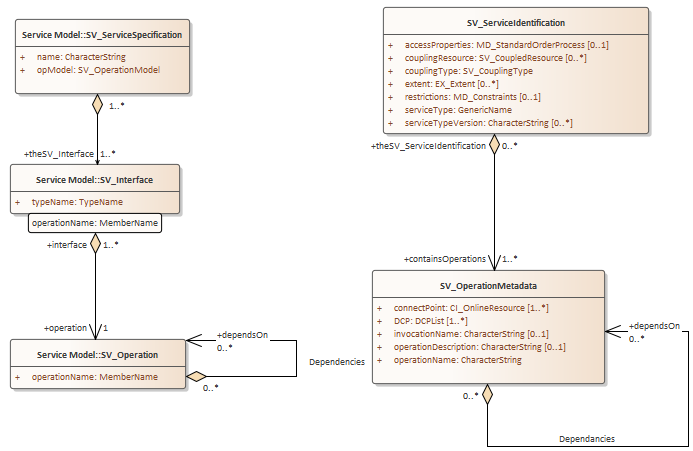 Service Model::SV_ServiceSpecification
+ name: CharacterString
+ opModel: SV_OperationModel
1..*
+theSV_Interface 1..*
Service Model::SV_Interface
+ typeName: TypeName
operationName: MemberName
+interface 1..*
+operation 1
Service Model::SV_Operation
+ operationName: MemberName
+dependsOn
0..*
0..*
Dependencies
SV_ServiceIdentification
+ accessProperties: MD_StandardOrderProcess [0..1]
+ couplingResource: SV_CoupledResource [0..*]
+ couplingType: SV_CouplingType
+ extent: EX_Extent [0..*]
+ restrictions: MD_Constraints [0..1]
+ serviceType: GenericName
+ serviceTypeVersion: CharacterString [0..*]
+theSV_ServiceIdentification 0..*
+containsOperations 1..*
SV_OperationMetadata
+ connectPoint: CI_OnlineResource [1..*]
+ DCP: DCPList [1..*]
+ invocationName: CharacterString [0..1]
+ operationDescription: CharacterString [0..1]
+ operationName: CharacterString
+dependsOn
0..*
0..*
Dependancies